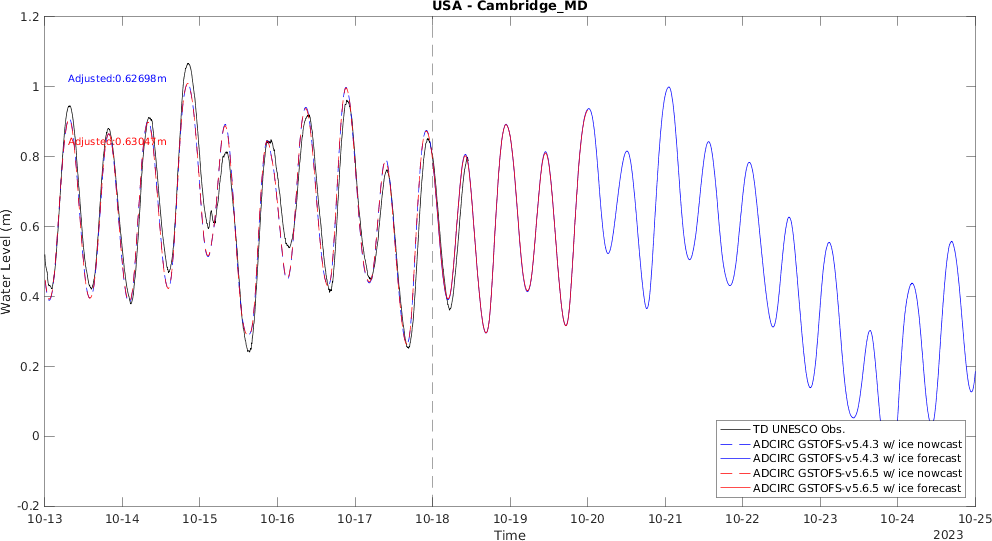 USA - Cambridge_MD
1.2
1
0.8
0.6
0.4
0.2
0
-0.2
Water Level (m)
Adjusted:0.62698m
Adjusted:0.63047m
TD UNESCO Obs.
ADCIRC GSTOFS-v5.4.3 w/ ice nowcast
ADCIRC GSTOFS-v5.4.3 w/ ice forecast
ADCIRC GSTOFS-v5.6.5 w/ ice nowcast
ADCIRC GSTOFS-v5.6.5 w/ ice forecast
10-13 10-14 10-15 10-16 10-17 10-18 10-19 10-20 10-21 10-22 10-23 10-24 10-25
Time
2023